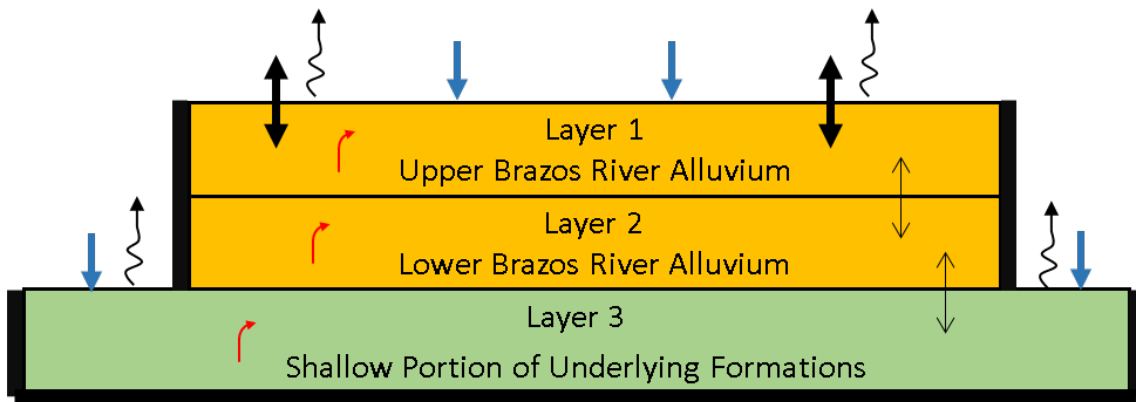 Layer 1
Upper Brazos River Alluvium
Layer 2
Lower Brazos River Alluvium
Layer 3
Shallow Portion of Underlying Formations